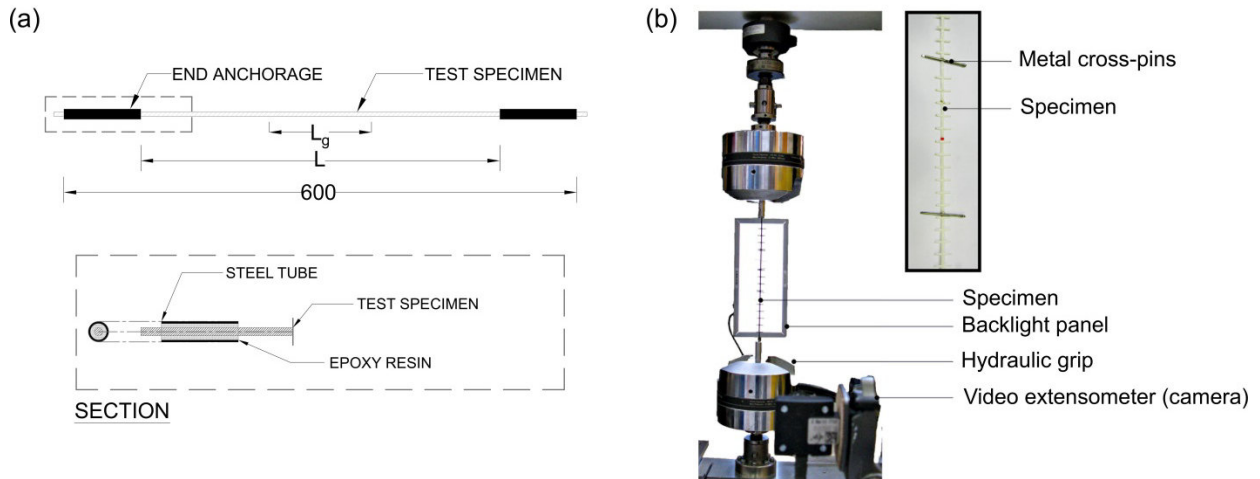 (a)
END ANCHORAGE
TEST SPECIMEN
Lg
L
600
STEEL TUBE
TEST SPECIMEN
EPOXY RESIN
SECTION
(b)
Metal cross-pins
Specimen
Specimen
Backlight panel
Hydraulic grip
Video extensometer (camera)